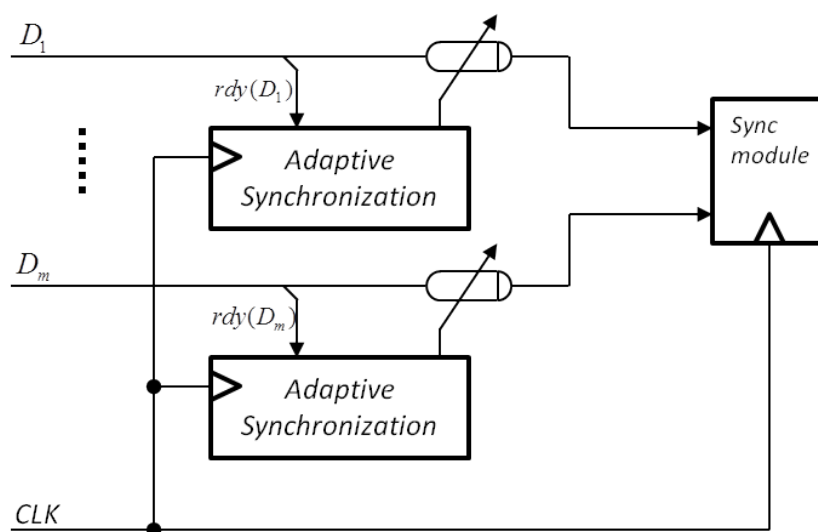 D₁
rdy(D₁)
Adaptive
Synchronization
Sync
module
Dₘ
rdy(Dₘ)
Adaptive
Synchronization
CLK